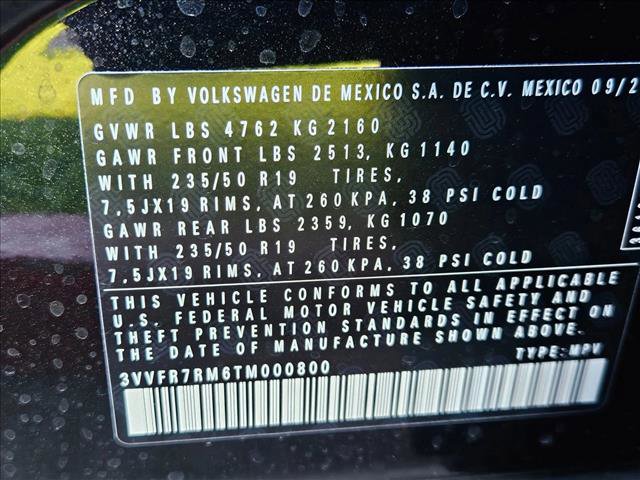 MFD BY VOLKSWAGEN DE MEXICO S.A. DE C.V. MEXICO 09/2
GVWR LBS 4762 KG 2160
GAWR FRONT LBS 2513, KG 1140
WITH 235/50 R19 TIRES,
7,5JX19 RIMS, AT 260 KPA, 38 PSI COLD
GAWR REAR LBS 2359, KG 1070
WITH 235/50 R19 TIRES,
7,5JX19 RIMS, AT 260 KPA, 38 PSI COLD
THIS VEHICLE CONFORMS TO ALL APPLICABLE
U.S. FEDERAL MOTOR VEHICLE SAFETY AND
THEFT PREVENTION STANDARDS IN EFFECT ON
THE DATE OF MANUFACTURE SHOWN ABOVE.
3VVFR7RM6TM000800 TYPE: MPV